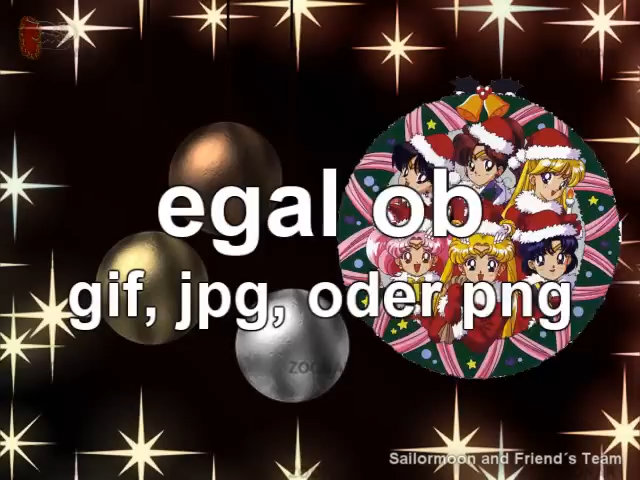 egal ob
gif, jpg, oder png
Sailormoon and Friend´s Team